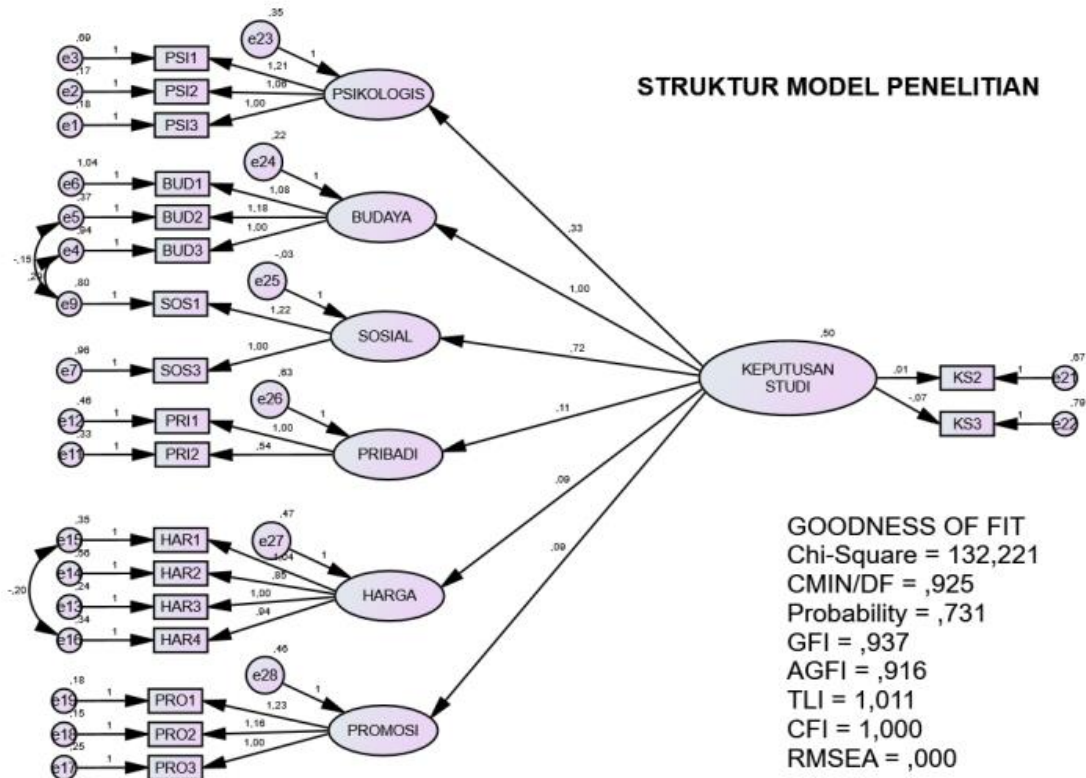 STRUKTUR MODEL PENELITIAN
,35
e23
1
,69
e3
1
PSI1
1,21
,17
e2
1
PSI2
1,06
,18
e1
1
PSI3
1,00
PSIKOLOGIS
,22
e24
1
1,04
e6
1
BUD1
1,08
,37
e5
1
BUD2
1,18
,94
e4
1
BUD3
1,00
BUDAYA
-,15
-,03
e25
1
,80
e9
1
SOS1
1,22
,96
e7
1
SOS3
1,00
SOSIAL
,63
e26
1
,46
e12
1
PRI1
1,00
,33
e11
1
PRI2
,54
PRIBADI
,47
e27
1
,35
e15
1
HAR1
1,04
e14
1
HAR2
,85
,24
e13
1
HAR3
1,00
,34
e16
1
HAR4
,94
-,20
HARGA
,46
e28
1
,18
e19
1
PRO1
1,23
,15
e18
1
PRO2
1,16
,25
e17
1
PRO3
1,00
PROMOSI
,33
1,00
,72
,11
,09
,09
,50
KEPUTUSAN
STUDI
,01
KS2
1
e21
,67
-,07
KS3
1
e22
,79
GOODNESS OF FIT
Chi-Square = 132,221
CMIN/DF = ,925
Probability = ,731
GFI = ,937
AGFI = ,916
TLI = 1,011
CFI = 1,000
RMSEA = ,000